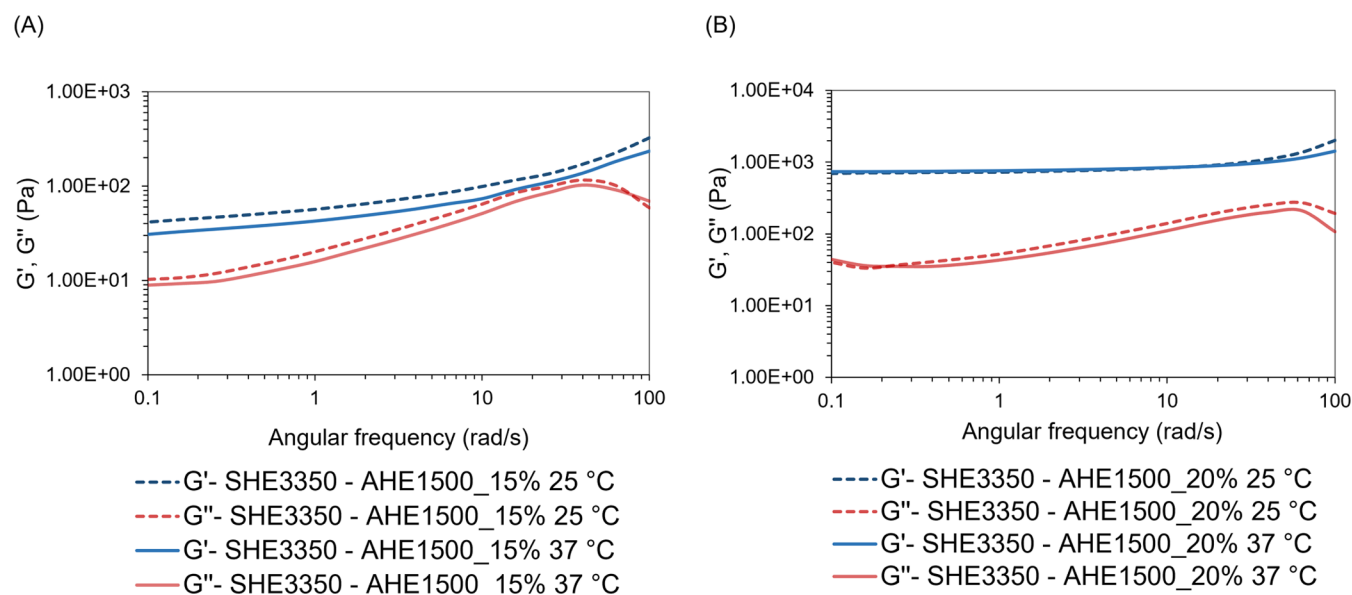 (A)
(B)
1.00E+03
1.00E+02
1.00E+01
1.00E+00
G', G'' (Pa)
0.1
1
10
100
Angular frequency (rad/s)
G'- SHE3350 - AHE1500_15% 25 °C
G''- SHE3350 - AHE1500_15% 25 °C
G'- SHE3350 - AHE1500_15% 37 °C
G''- SHE3350 - AHE1500 15% 37 °C
1.00E+04
1.00E+03
1.00E+02
1.00E+01
1.00E+00
G', G'' (Pa)
0.1
1
10
100
Angular frequency (rad/s)
G'- SHE3350 - AHE1500_20% 25 °C
G''- SHE3350 - AHE1500_20% 25 °C
G'- SHE3350 - AHE1500_20% 37 °C
G''- SHE3350 - AHE1500_20% 37 °C